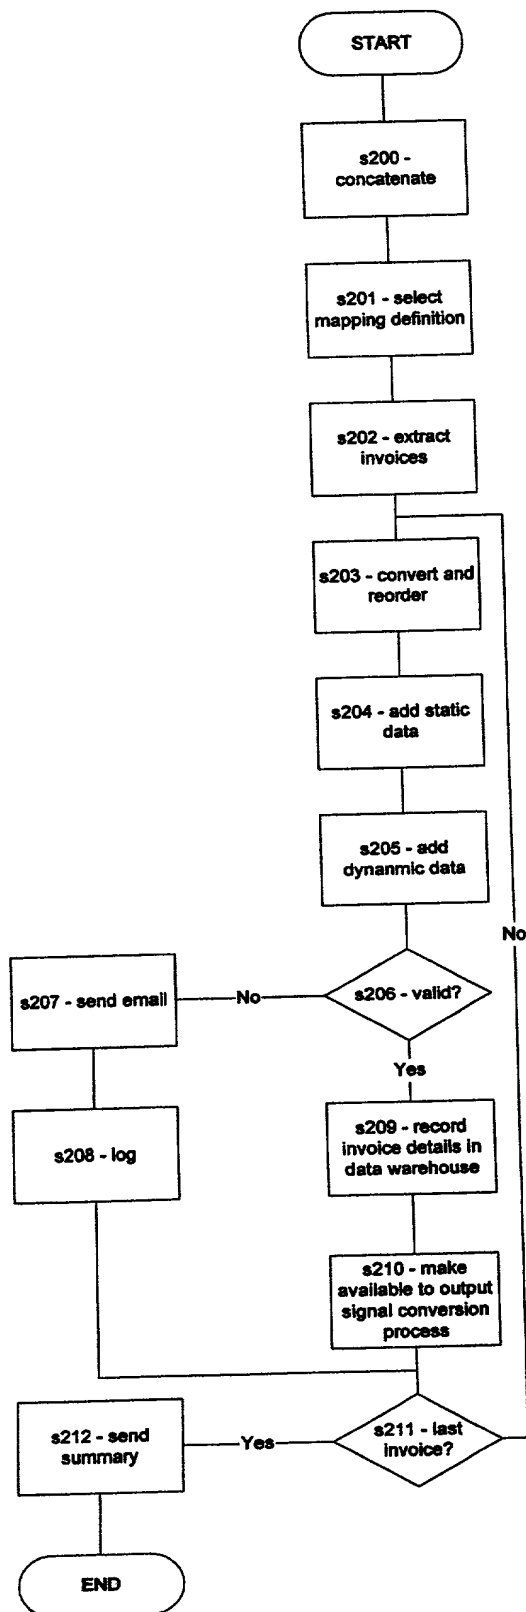 START
s200 -
concatenate
s201 - select
mapping definition
s202 - extract
invoices
s203 - convert and
reorder
s204 - add static
data
s205 - add
dynanmic data
No
s206 - valid?
No
s207 - send email
Yes
s208 - log
s209 - record
invoice details in
data warehouse
s210 - make
available to output
signal conversion
process
s211 - last
invoice?
Yes
s212 - send
summary
END